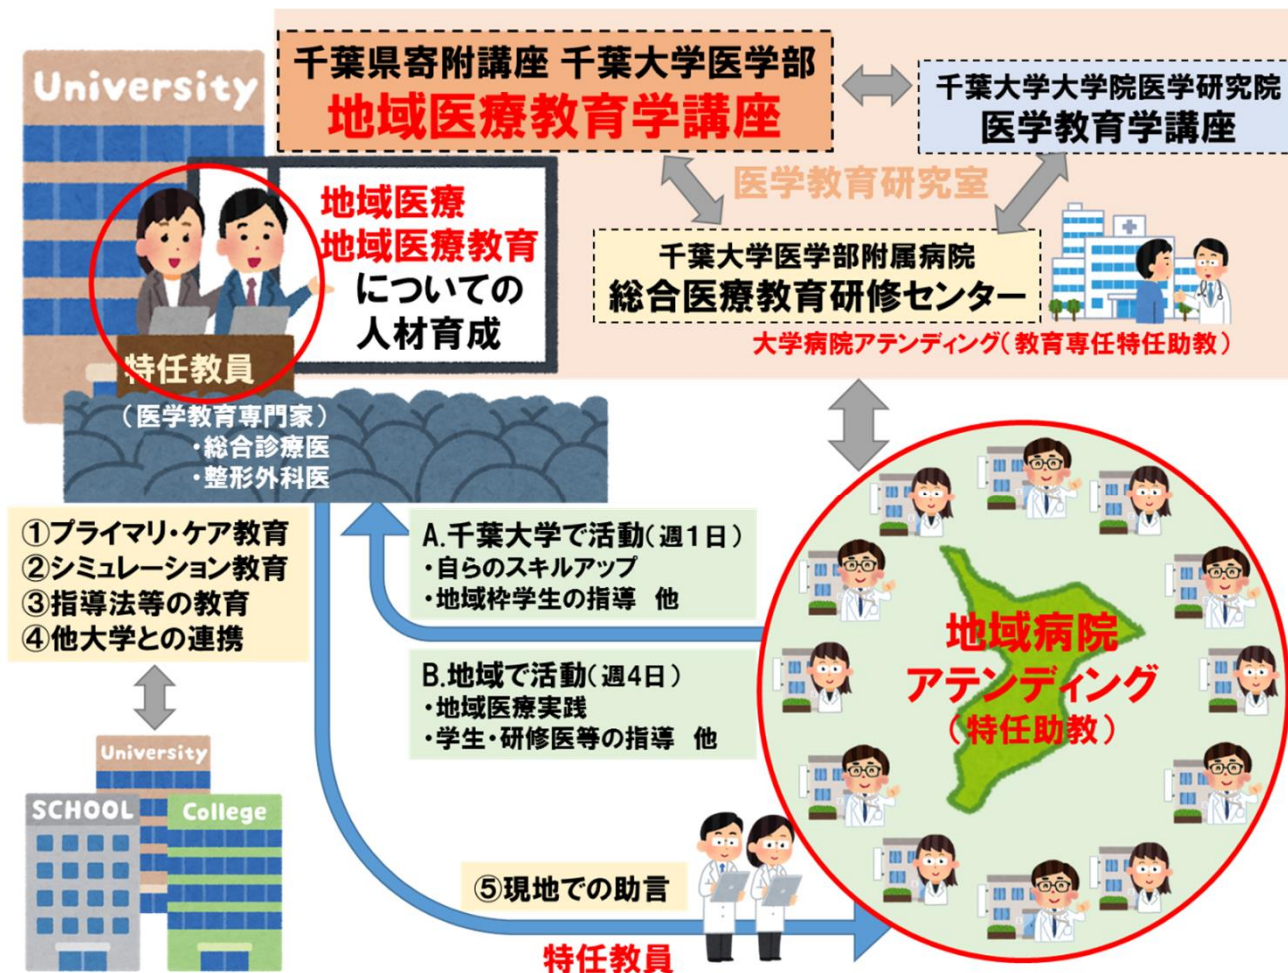 University
千葉県寄附講座 千葉大学医学部
地域医療教育学講座
千葉大学大学院医学研究院
医学教育学講座
医学教育研究室
千葉大学医学部附属病院
総合医療教育研修センター
大学病院アテンディング(教育専任特任助教)
地域医療
地域医療教育
についての
人材育成
特任教員
(医学教育専門家)
・総合診療医
・整形外科医
①プライマリ・ケア教育
②シミュレーション教育
③指導法等の教育
④他大学との連携
A.千葉大学で活動(週1日)
・自らのスキルアップ
・地域枠学生の指導 他
B.地域で活動(週4日)
・地域医療実践
・学生・研修医等の指導 他
地域病院
アテンディング
(特任助教)
University
SCHOOL
College
⑤現地での助言
特任教員